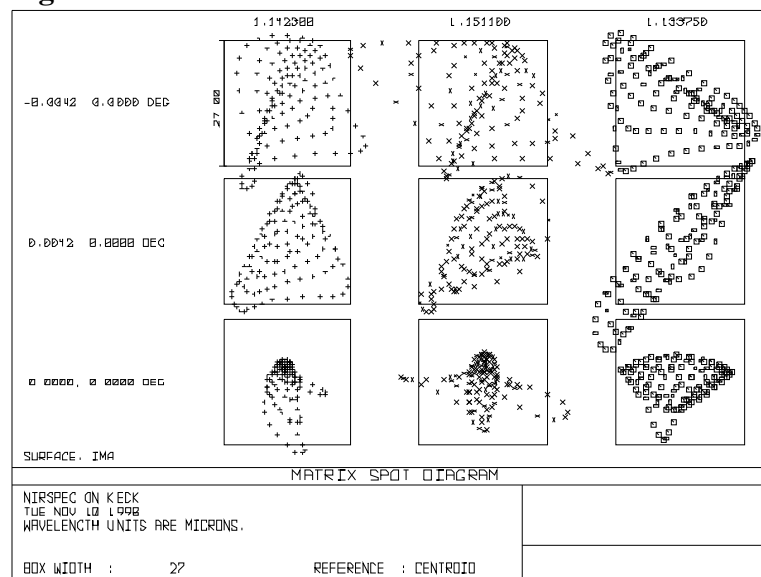 1.142300 1.151100 1.133750
-0.0042 0.0000 DEG
27 00
0.0042 0.0000 DEG
0 0000, 0 0000 DEG
SURFACE. IMA
MATRIX SPOT DIAGRAM
NIRSPEC ON KECK
TUE NOV 10 1998
WAVELENGTH UNITS ARE MICRONS.
BOX WIDTH : 27 REFERENCE : CENTROID